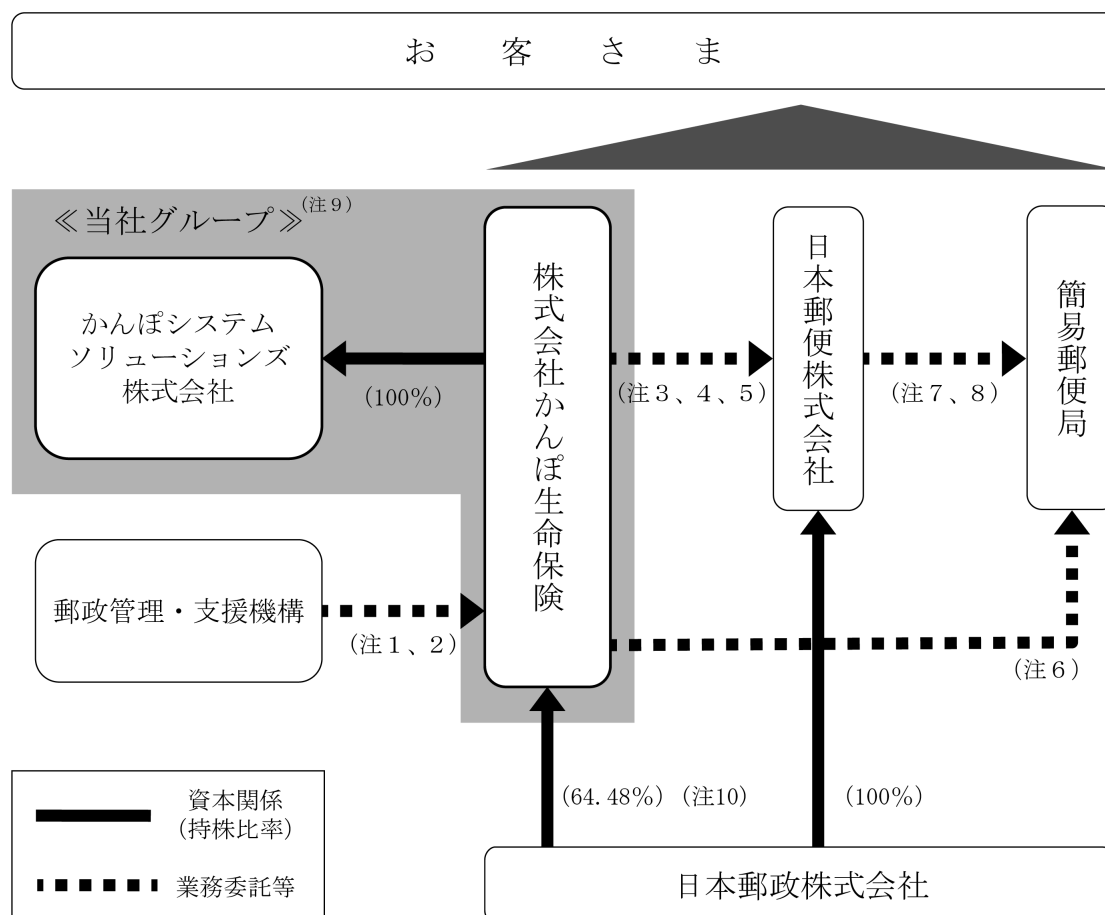 お客さま
≪当社グループ≫(注9)
かんぽシステム
ソリューションズ
株式会社
(100%)
株式会社かんぽ生命保険
(注3、4、5)
日本郵便株式会社
(注7、8)
簡易郵便局
郵政管理・支援機構
(注1、2)
(注6)
(64.48%)(注10)
(100%)
資本関係
(持株比率)
業務委託等
日本郵政株式会社